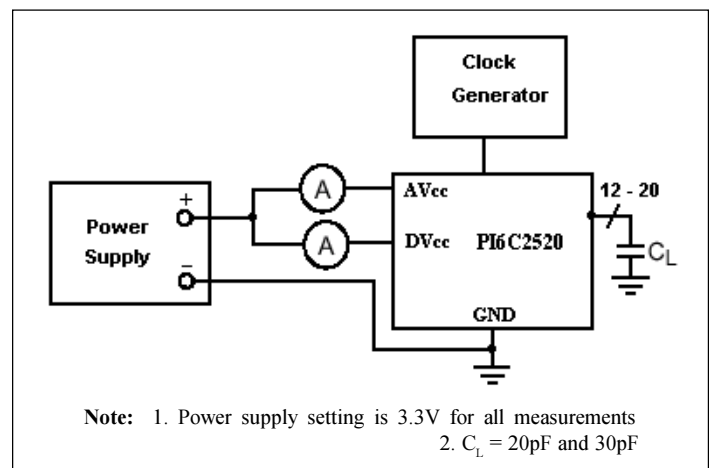 Clock
Generator
A
AVcc
12 - 20
+
Power
Supply
A
DVcc
PI6C2520
CL
−
GND
Note: 1. Power supply setting is 3.3V for all measurements
2. CL = 20pF and 30pF